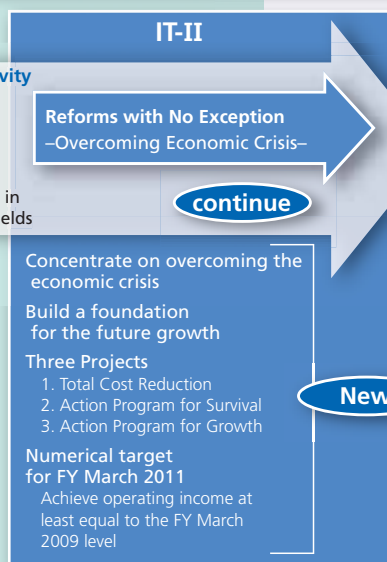 IT-II
Reforms with No Exception
–Overcoming Economic Crisis–
in
continue
Concentrate on overcoming the
economic crisis
Build a foundation
for the future growth
Three Projects
1. Total Cost Reduction
2. Action Program for Survival
3. Action Program for Growth
New
Numerical target
for FY March 2011
Achieve operating income at
least equal to the FY March
2009 level